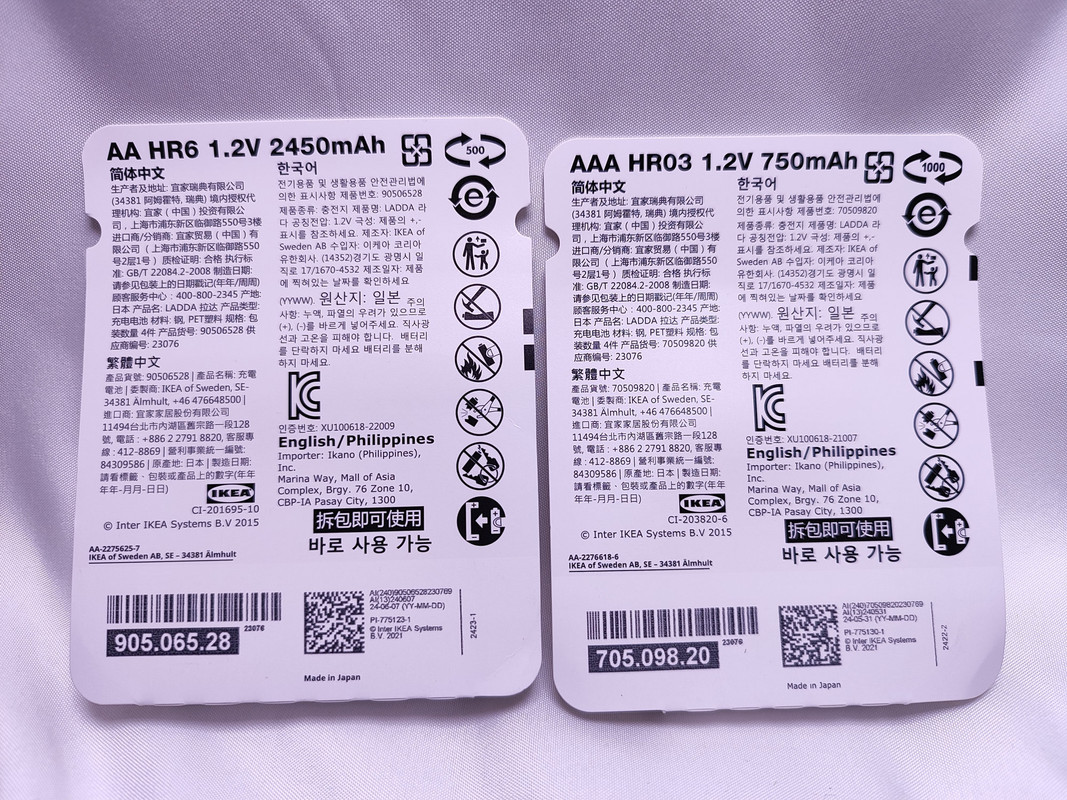 AA HR6 1.2V 2450mAh
500
简体中文
生产者及地址: 宜家瑞典有限公司
(34381 阿姆霍特, 瑞典) 境内授权代
理机构: 宜家（中国）投资有限公
司，上海市浦东新区临御路550号3楼
进口商/分销商: 宜家贸易（中国）有
限公司（上海市浦东新区临御路550
号2层1号）质检证明: 合格 执行标
准: GB/T 22084.2-2008 制造日期:
请参见包装上的日期戳记(年年/周周)
顾客服务中心：400-800-2345 产地:
日本 产品名: LADDA 拉达 产品类型:
充电电池 材料: 钢, PET塑料 规格: 包
装数量 4件 产品货号: 90506528 供
应商编号: 23076
繁體中文
產品貨號: 90506528 | 產品名稱: 充電
電池 | 委製商: IKEA of Sweden, SE-
34381 Älmhult, +46 476648500 |
進口商: 宜家家居股份有限公司
11494台北市內湖區舊宗路一段128
號, 電話 : +886 2 2791 8820, 客服專
線 : 412-8869 | 營利事業統一編號:
84309586 | 原產地: 日本 | 製造日期:
請看標籤、包裝或產品上的數字(年年
年年-月月-日日)
IKEA
CI-201695-10
© Inter IKEA Systems B.V 2015
AA-2275625-7
IKEA of Sweden AB, SE – 34381 Älmhult
한국어
전기용품 및 생활용품 안전관리법에
의한 표시사항 제품번호: 90506528
제품종류: 충전지 제품명: LADDA 라
다 공칭전압: 1.2V 극성: 제품의 +,-
표시를 참조하세요. 제조자: IKEA of
Sweden AB 수입자: 이케아 코리아
유한회사. (14352)경기도 광명시 일
직로 17/1670-4532 제조일자: 제품
에 찍혀있는 날짜를 확인하세요
(YYWW). 원산지: 일본 주의
사항: 누액, 파열의 우려가 있으므로
(+), (-)를 바르게 넣어주세요. 직사광
선과 고온을 피해야 합니다. 배터리
를 단락하지 마세요 배터리를 분해
하지 마세요.
인증번호: XU100618-22009
English/Philippines
Importer: Ikano (Philippines),
Inc.
Marina Way, Mall of Asia
Complex, Brgy. 76 Zone 10,
CBP-IA Pasay City, 1300
拆包即可使用
바로 사용 가능
23076
905.065.28
AI(240)90506528230769
AI(13)240607
24-06-07 (YY-MM-DD)
PI-775123-1
© Inter IKEA Systems
B.V. 2021
2423-1
Made in Japan
AAA HR03 1.2V 750mAh
1000
简体中文
生产者及地址: 宜家瑞典有限公司
(34381 阿姆霍特, 瑞典) 境内授权代
理机构: 宜家（中国）投资有限公
司，上海市浦东新区临御路550号3楼
进口商/分销商: 宜家贸易（中国）有
限公司（上海市浦东新区临御路550
号2层1号）质检证明: 合格 执行标
准: GB/T 22084.2-2008 制造日期:
请参见包装上的日期戳记(年年/周周)
顾客服务中心：400-800-2345 产地:
日本 产品名: LADDA 拉达 产品类型:
充电电池 材料: 钢, PET塑料 规格: 包
装数量 4件 产品货号: 70509820 供
应商编号: 23076
繁體中文
產品貨號: 70509820 | 產品名稱: 充電
電池 | 委製商: IKEA of Sweden, SE-
34381 Älmhult, +46 476648500 |
進口商: 宜家家居股份有限公司
11494台北市內湖區舊宗路一段128
號, 電話 : +886 2 2791 8820, 客服專
線 : 412-8869 | 營利事業統一編號:
84309586 | 原產地: 日本 | 製造日期:
請看標籤、包裝或產品上的數字(年年
年年-月月-日日)
IKEA
CI-203820-6
© Inter IKEA Systems B.V 2015
AA-2276618-6
IKEA of Sweden AB, SE – 34381 Älmhult
한국어
전기용품 및 생활용품 안전관리법에
의한 표시사항 제품번호: 70509820
제품종류: 충전지 제품명: LADDA 라
다 공칭전압: 1.2V 극성: 제품의 +,-
표시를 참조하세요. 제조자: IKEA of
Sweden AB 수입자: 이케아 코리아
유한회사. (14352)경기도 광명시 일
직로 17/1670-4532 제조일자: 제품
에 찍혀있는 날짜를 확인하세요
(YYWW). 원산지: 일본 주의
사항: 누액, 파열의 우려가 있으므로
(+), (-)를 바르게 넣어주세요. 직사광
선과 고온을 피해야 합니다. 배터리
를 단락하지 마세요 배터리를 분해
하지 마세요.
인증번호: XU100618-21007
English/Philippines
Importer: Ikano (Philippines),
Inc.
Marina Way, Mall of Asia
Complex, Brgy. 76 Zone 10,
CBP-IA Pasay City, 1300
拆包即可使用
바로 사용 가능
23076
705.098.20
AI(240)70509820230769
AI(13)240531
24-05-31 (YY-MM-DD)
PI-775130-1
© Inter IKEA Systems
B.V. 2021
2422-2
Made in Japan